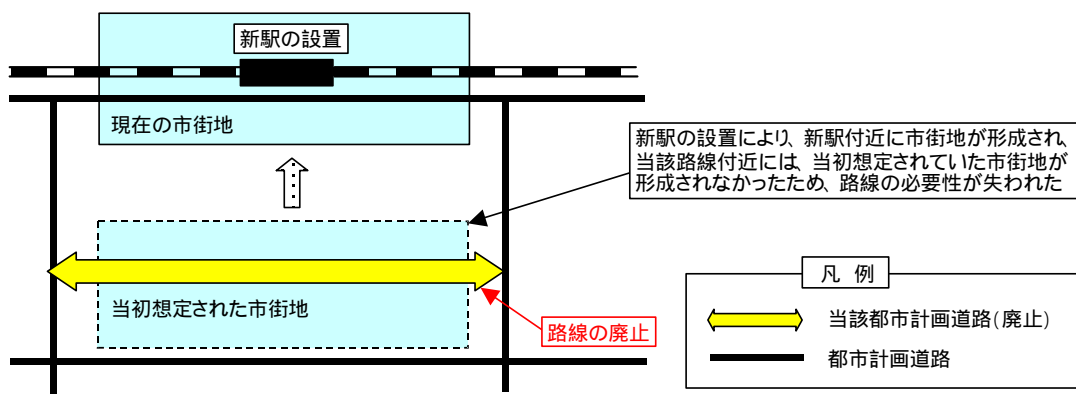 新駅の設置
現在の市街地
新駅の設置により、新駅付近に市街地が形成され、
当該路線付近には、当初想定されていた市街地が
形成されなかったため、路線の必要性が失われた
当初想定された市街地
路線の廃止
凡 例
当該都市計画道路(廃止)
都市計画道路